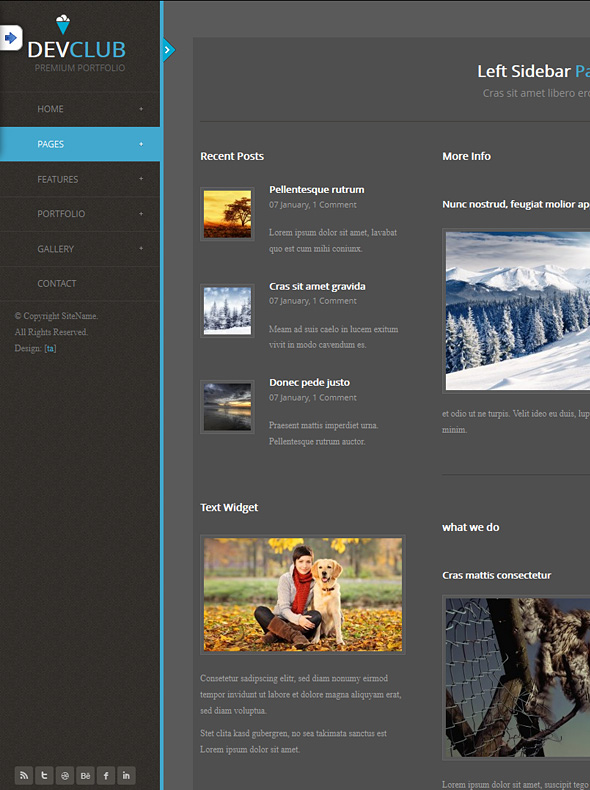 DEVCLUB
PREMIUM PORTFOLIO
HOME +
PAGES +
FEATURES +
PORTFOLIO +
GALLERY +
CONTACT
© Copyright SiteName.
All Rights Reserved.
Design: [ta]
Left Sidebar Pa
Cras sit amet libero ero
Recent Posts
Pellentesque rutrum
07 January, 1 Comment
Lorem ipsum dolor sit amet, lavabat
quo est cum mihi coniunx.
Cras sit amet gravida
07 January, 1 Comment
Meam ad suis caelo in lucem exitum
vivit in modo cavendum es.
Donec pede justo
07 January, 1 Comment
Praesent mattis imperdiet urna.
Pellentesque rutrum auctor.
Text Widget
Consetetur sadipscing elitr, sed diam nonumy eirmod
tempor invidunt ut labore et dolore magna aliquyam erat,
sed diam voluptua.
Stet clita kasd gubergren, no sea takimata sanctus est
Lorem ipsum dolor sit amet.
More Info
Nunc nostrud, feugiat molior ap
et odio ut ne turpis. Velit ideo eu duis, lup
minim.
what we do
Cras mattis consectetur
Lorem ipsum dolor sit amet, suscipit tego
Bē
f
in